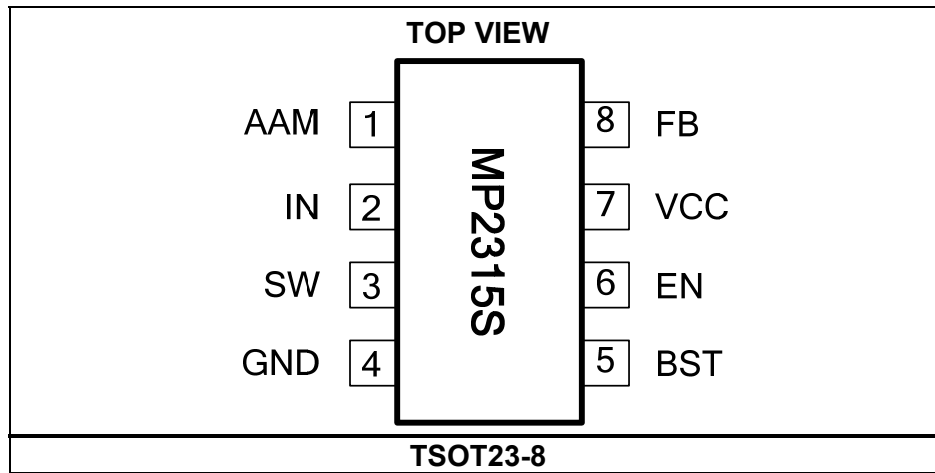 TOP VIEW
AAM 1 8 FB
IN 2 7 VCC
SW 3 6 EN
GND 4 5 BST
MP2315S
TSOT23-8